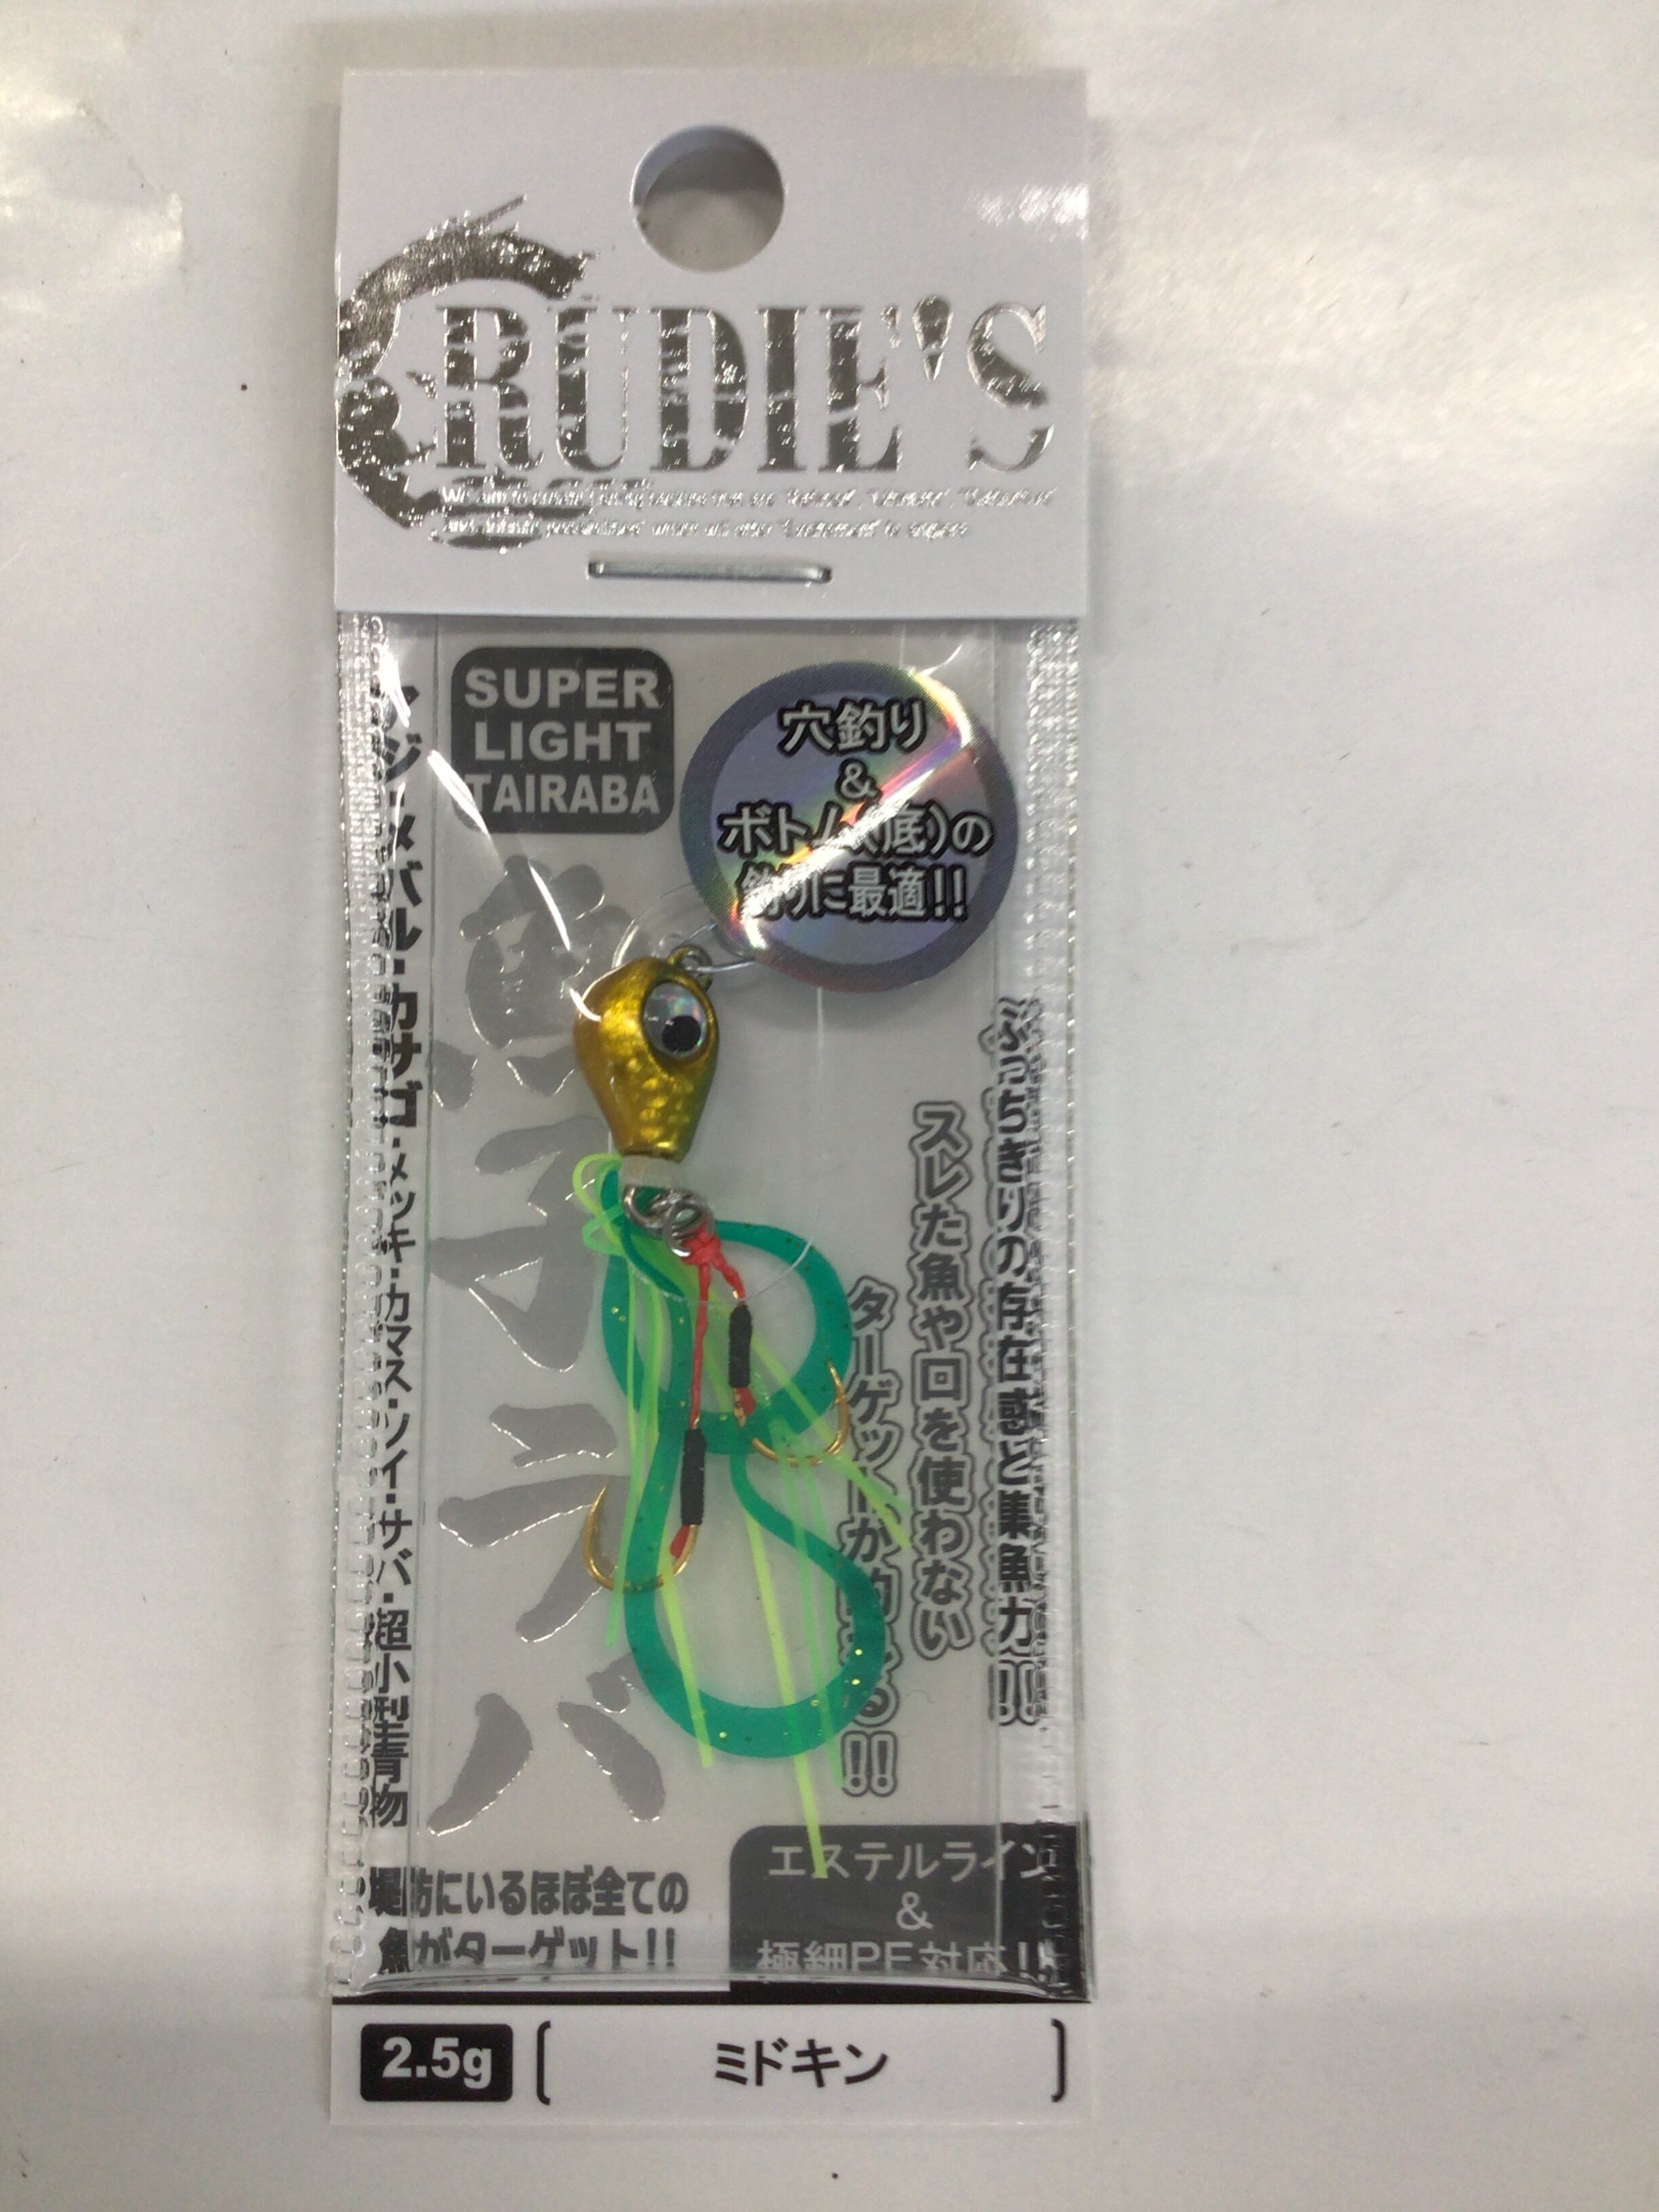 RUDIE'S
SUPER
LIGHT
TAIRABA
穴釣り
&
ボトム(底)の
釣りに最適!!
魚子ラバ
アジ・メバル・カサゴ・メッキ・カマス・ソイ・サバ・超小型青物
ぶっちぎりの存在感と集魚力!!
スレた魚や口を使わない
ターゲットが釣れる!!
堤防にいるほぼ全ての
魚がターゲット!!
エステルライン
&
極細PE対応!!
2.5g
ミドキン